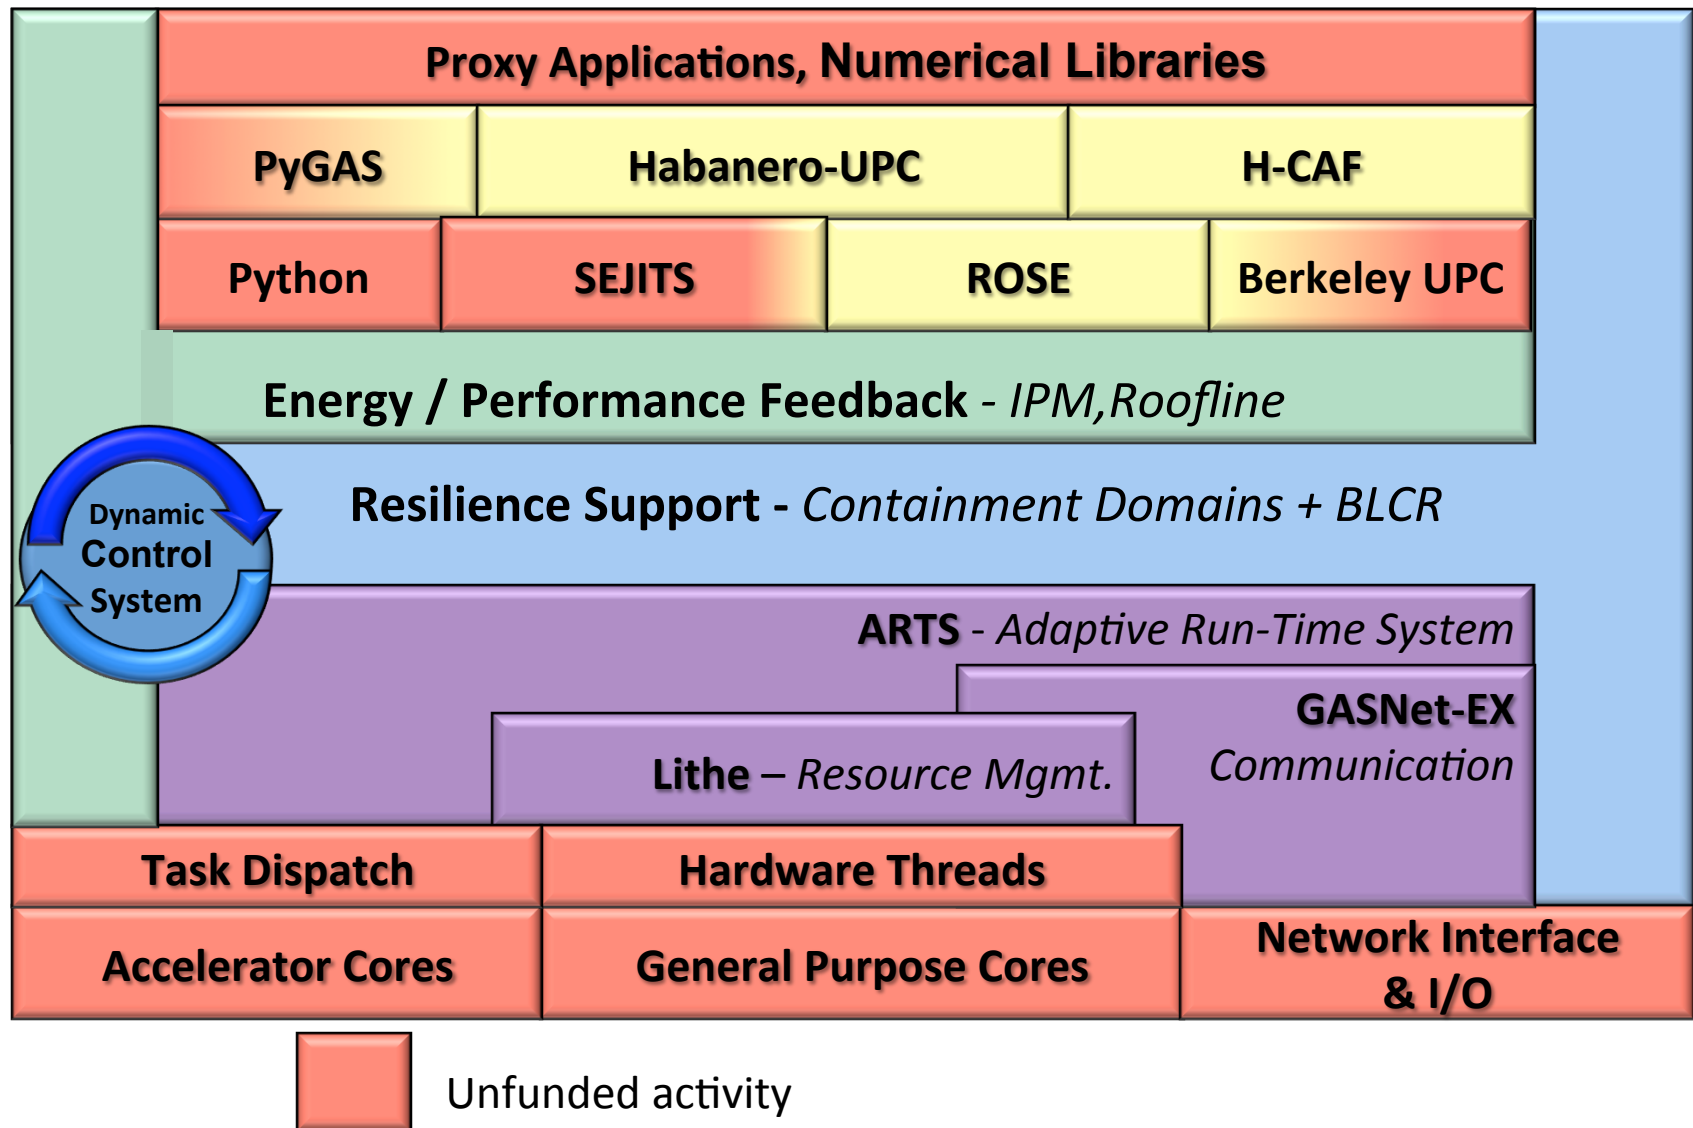 Proxy Applications, Numerical Libraries
PyGAS
Habanero-UPC
H-CAF
Python
SEJITS
ROSE
Berkeley UPC
Energy / Performance Feedback - IPM,Roofline
Resilience Support - Containment Domains + BLCR
Dynamic
Control
System
ARTS - Adaptive Run-Time System
GASNet-EX
Communication
Lithe – Resource Mgmt.
Task Dispatch
Hardware Threads
Accelerator Cores
General Purpose Cores
Network Interface
& I/O
Unfunded activity